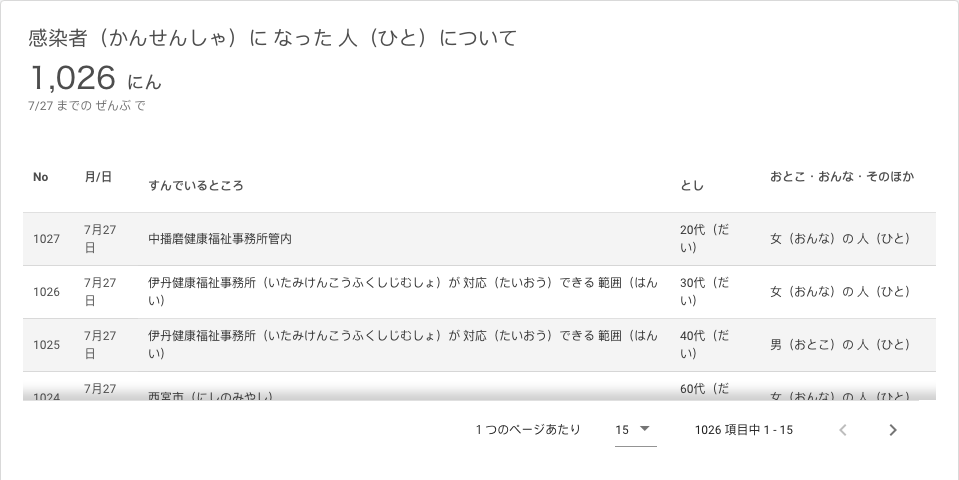 感染者（かんせんしゃ）に なった 人（ひと）について
1,026 にん
7/27 までの ぜんぶ で
No 月/日 すんでいるところ とし おとこ・おんな・そのほか
1027 7月27日 中播磨健康福祉事務所管内 20代（だい） 女（おんな）の 人（ひと）
1026 7月27日 伊丹健康福祉事務所（いたみけんこうふくしじむしょ）が 対応（たいおう）できる 範囲（はんい） 30代（だい） 女（おんな）の 人（ひと）
1025 7月27日 伊丹健康福祉事務所（いたみけんこうふくしじむしょ）が 対応（たいおう）できる 範囲（はんい） 40代（だい） 男（おとこ）の 人（ひと）
1024 7月27 西宮市（にしのみやし） 60代（だ 女（おんな）の 人（ひと）
1 つのページあたり 15 1026 項目中 1 - 15